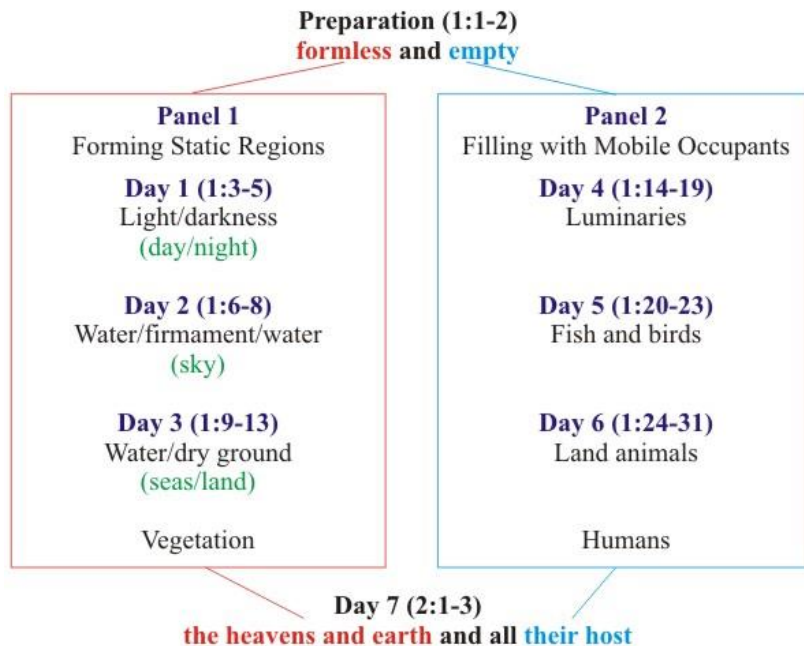 Preparation (1:1-2)
formless and empty
Panel 1
Forming Static Regions
Day 1 (1:3-5)
Light/darkness
(day/night)
Day 2 (1:6-8)
Water/firmament/water
(sky)
Day 3 (1:9-13)
Water/dry ground
(seas/land)
Vegetation
Panel 2
Filling with Mobile Occupants
Day 4 (1:14-19)
Luminaries
Day 5 (1:20-23)
Fish and birds
Day 6 (1:24-31)
Land animals
Humans
Day 7 (2:1-3)
the heavens and earth and all their host